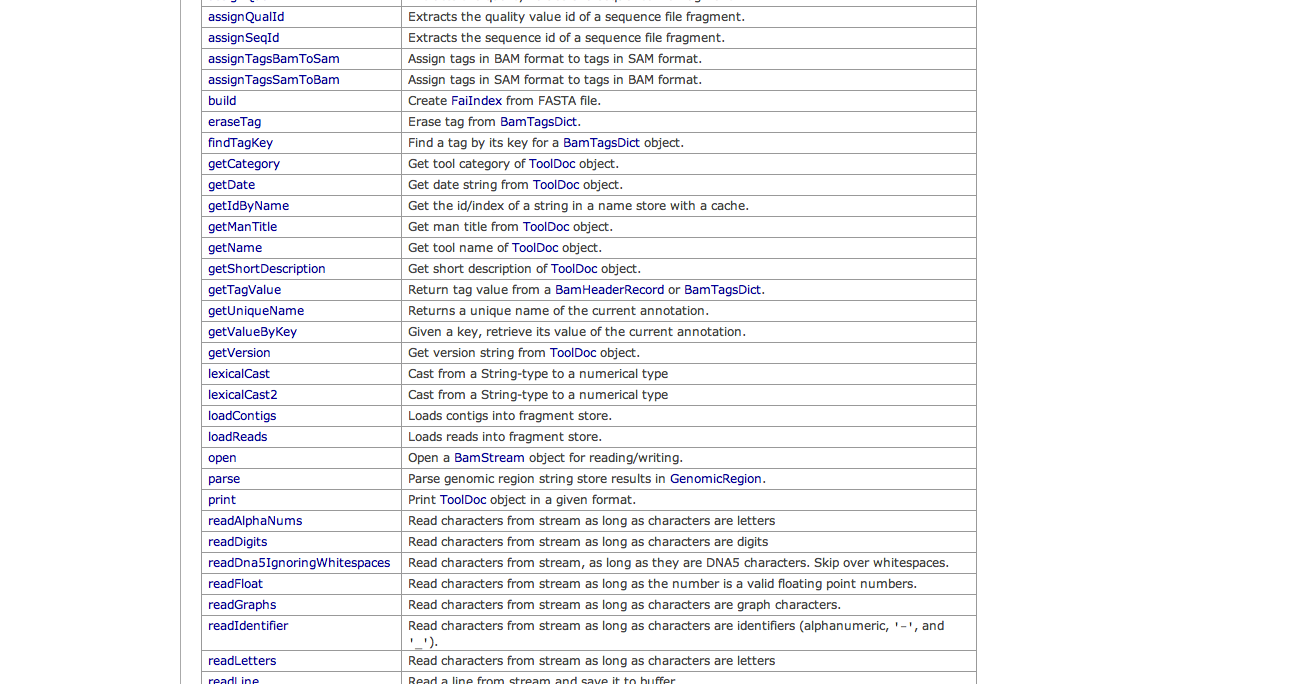 assignQualId Extracts the quality value id of a sequence file fragment.
assignSeqId Extracts the sequence id of a sequence file fragment.
assignTagsBamToSam Assign tags in BAM format to tags in SAM format.
assignTagsSamToBam Assign tags in SAM format to tags in BAM format.
build Create FaiIndex from FASTA file.
eraseTag Erase tag from BamTagsDict.
findTagKey Find a tag by its key for a BamTagsDict object.
getCategory Get tool category of ToolDoc object.
getDate Get date string from ToolDoc object.
getIdByName Get the id/index of a string in a name store with a cache.
getManTitle Get man title from ToolDoc object.
getName Get tool name of ToolDoc object.
getShortDescription Get short description of ToolDoc object.
getTagValue Return tag value from a BamHeaderRecord or BamTagsDict.
getUniqueName Returns a unique name of the current annotation.
getValueByKey Given a key, retrieve its value of the current annotation.
getVersion Get version string from ToolDoc object.
lexicalCast Cast from a String-type to a numerical type
lexicalCast2 Cast from a String-type to a numerical type
loadContigs Loads contigs into fragment store.
loadReads Loads reads into fragment store.
open Open a BamStream object for reading/writing.
parse Parse genomic region string store results in GenomicRegion.
print Print ToolDoc object in a given format.
readAlphaNums Read characters from stream as long as characters are letters
readDigits Read characters from stream as long as characters are digits
readDna5IgnoringWhitespaces Read characters from stream, as long as they are DNA5 characters. Skip over whitespaces.
readFloat Read characters from stream as long as the number is a valid floating point numbers.
readGraphs Read characters from stream as long as characters are graph characters.
readIdentifier Read characters from stream as long as characters are identifiers (alphanumeric, '-', and
'_').
readLetters Read characters from stream as long as characters are letters
readLine Read a line from stream and save it to buffer